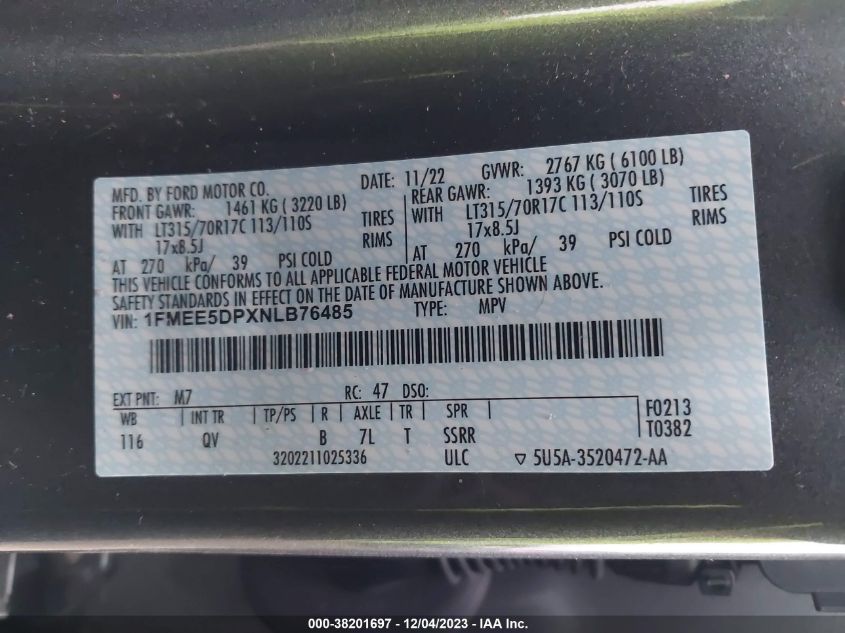 MFD. BY FORD MOTOR CO. DATE: 11/22 GVWR: 2767 KG ( 6100 LB)
FRONT GAWR: 1461 KG ( 3220 LB) REAR GAWR: 1393 KG ( 3070 LB)
WITH LT315/70R17C 113/110S TIRES WITH LT315/70R17C 113/110S TIRES
17x8.5J RIMS 17x8.5J RIMS
AT 270 kPa/ 39 PSI COLD AT 270 kPa/ 39 PSI COLD
THIS VEHICLE CONFORMS TO ALL APPLICABLE FEDERAL MOTOR VEHICLE
SAFETY STANDARDS IN EFFECT ON THE DATE OF MANUFACTURE SHOWN ABOVE.
VIN: 1FMEE5DPXNLB76485 TYPE: MPV
EXT PNT: M7 RC: 47 DSO:
WB INT TR TP/PS R AXLE TR SPR F0213
116 QV B 7L T SSRR T0382
3202211025336 ULC ▽ 5U5A-3520472-AA
000-38201697 - 12/04/2023 - IAA Inc.